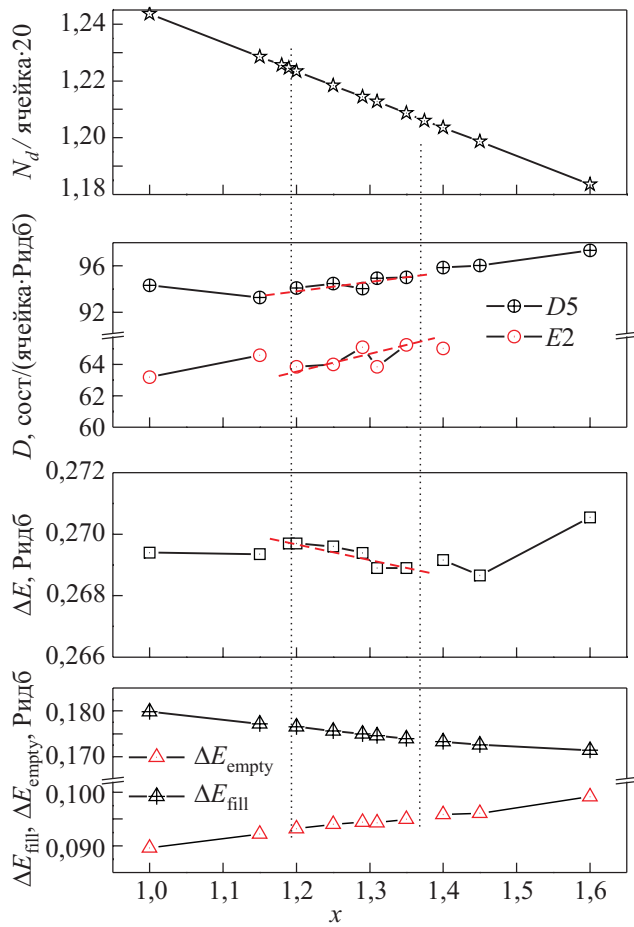 N_d / ячейка·20
1,24
1,22
1,20
1,18
D, сост/(ячейка·Ридб)
96
92
64
62
60
D5
E2
ΔE, Ридб
0,272
0,270
0,268
0,266
ΔE_fill, ΔE_empty, Ридб
0,180
0,170
0,100
0,090
ΔE_empty
ΔE_fill
1,0 1,1 1,2 1,3 1,4 1,5 1,6
x